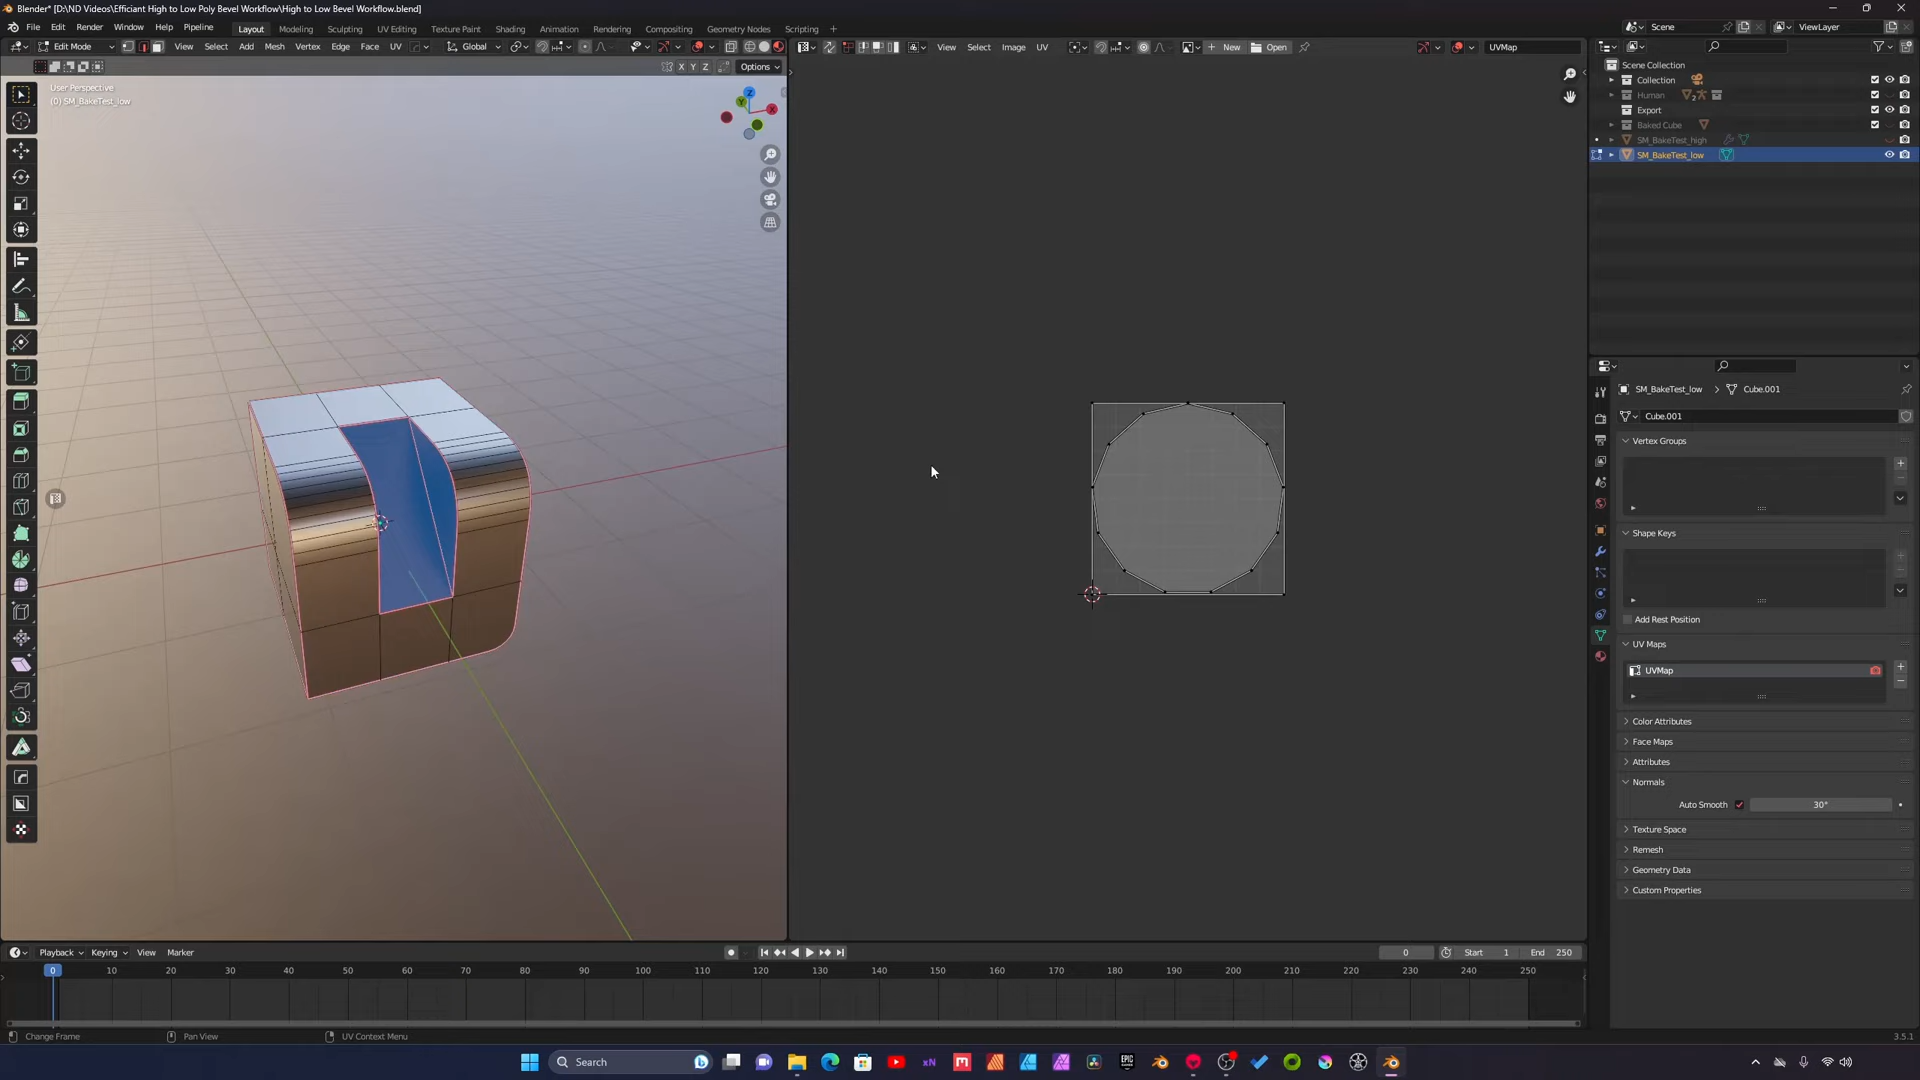 Blender* [D:\ND Videos\Efficiant High to Low Poly Bevel Workflow\High to Low Bevel Workflow.blend]
File Edit Render Window Help Pipeline Layout Modeling Sculpting UV Editing Texture Paint Shading Animation Rendering Compositing Geometry Nodes Scripting + Scene ViewLayer
Edit Mode View Select Add Mesh Vertex Edge Face UV Global View Select Image UV New Open UVMap
X Y Z Options
User Perspective
(0) SM_BakeTest_low
Z
Y
X
Scene Collection
Collection
Human 2
Export
Baked Cube
SM_BakeTest_high
SM_BakeTest_low
SM_BakeTest_low > Cube.001
Cube.001
Vertex Groups
Shape Keys
Add Rest Position
UV Maps
UVMap
Color Attributes
Face Maps
Attributes
Normals
Auto Smooth 30°
Texture Space
Remesh
Geometry Data
Custom Properties
Playback Keying View Marker 0 Start 1 End 250
0 10 20 30 40 50 60 70 80 90 100 110 120 130 140 150 160 170 180 190 200 210 220 230 240 250
Change Frame Pan View UV Context Menu 3.5.1
Search xN EPIC